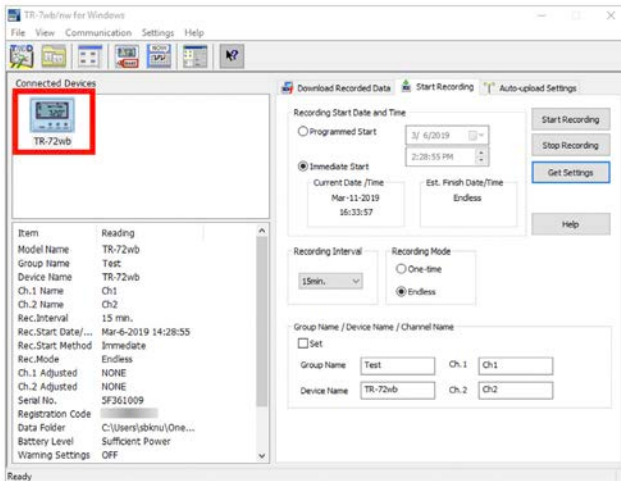 TR-7wb/nw for Windows
File View Communication Settings Help
Connected Devices
TR-72wb
Item Reading
Model Name TR-72wb
Group Name Test
Device Name TR-72wb
Ch.1 Name Ch1
Ch.2 Name Ch2
Rec.Interval 15 min.
Rec.Start Date/... Mar-6-2019 14:28:55
Rec.Start Method Immediate
Rec.Mode Endless
Ch.1 Adjusted NONE
Ch.2 Adjusted NONE
Serial No. 5F361009
Registration Code
Data Folder C:\Users\sbknu\One...
Battery Level Sufficient Power
Warning Settings OFF
Download Recorded Data Start Recording Auto-upload Settings
Recording Start Date and Time
Programmed Start 3/ 6/2019
2:28:55 PM
Immediate Start
Current Date /Time Est. Finish Date/Time
Mar-11-2019 Endless
16:33:57
Start Recording
Stop Recording
Get Settings
Help
Recording Interval Recording Mode
15min. One-time
Endless
Group Name / Device Name / Channel Name
Set
Group Name Test Ch.1 Ch1
Device Name TR-72wb Ch.2 Ch2
Ready